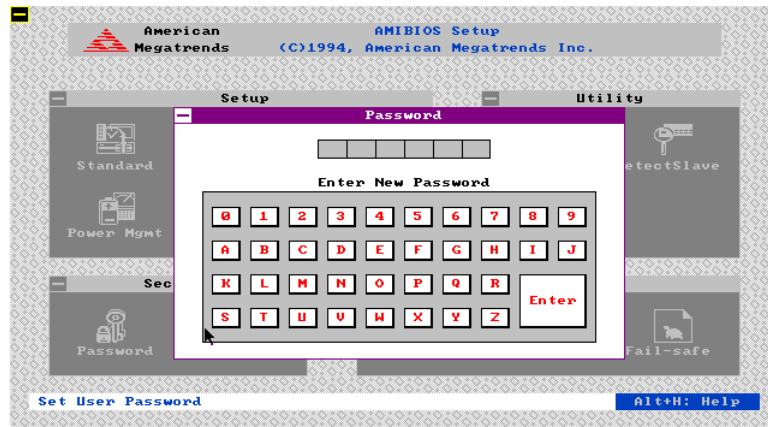 American Megatrends
AMIBIOS Setup
(C)1994, American Megatrends Inc.
Setup
Utility
Password
Standard
etectSlave
Enter New Password
Power Mgmt
0 1 2 3 4 5 6 7 8 9
A B C D E F G H I J
K L M N O P Q R
S T U V W X Y Z
Enter
Sec
Password
Fail-safe
Set User Password
Alt+H: Help